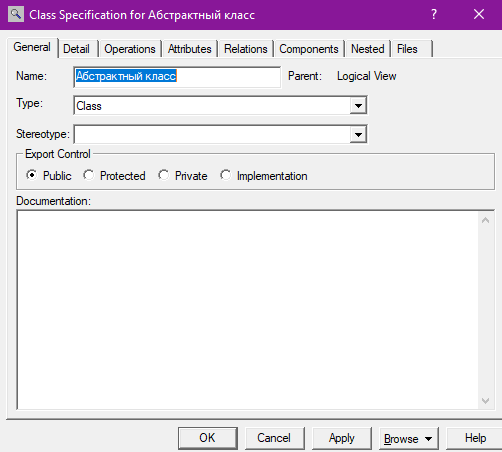 Class Specification for Абстрактный класс ?
General Detail Operations Attributes Relations Components Nested Files
Name: Абстрактный класс Parent: Logical View
Type: Class
Stereotype:
Export Control
Public Protected Private Implementation
Documentation:
OK Cancel Apply Browse Help